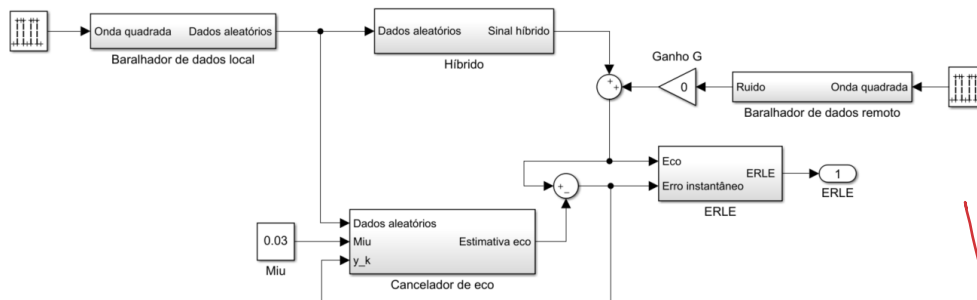 Onda quadrada Dados aleatórios
Baralhador de dados local
Dados aleatórios Sinal híbrido
Híbrido
Ganho G
0
Ruido Onda quadrada
Baralhador de dados remoto
Eco
ERLE
Erro instantâneo
ERLE
1
ERLE
0.03
Miu
Dados aleatórios
Miu
Estimativa eco
y_k
Cancelador de eco